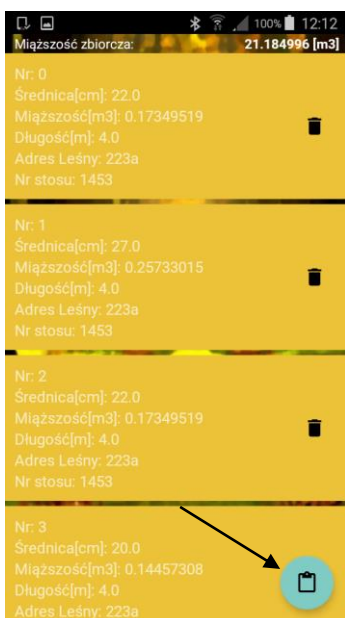 100% 12:12
Miąższość zbiorcza: 21.184996 [m3]
Nr: 0
Średnica[cm]: 22.0
Miąższość[m3]: 0.17349519
Długość[m]: 4.0
Adres Leśny: 223a
Nr stosu: 1453
Nr: 1
Średnica[cm]: 27.0
Miąższość[m3]: 0.25733015
Długość[m]: 4.0
Adres Leśny: 223a
Nr stosu: 1453
Nr: 2
Średnica[cm]: 22.0
Miąższość[m3]: 0.17349519
Długość[m]: 4.0
Adres Leśny: 223a
Nr stosu: 1453
Nr: 3
Średnica[cm]: 20.0
Miąższość[m3]: 0.14457308
Długość[m]: 4.0
Adres Leśny: 223a